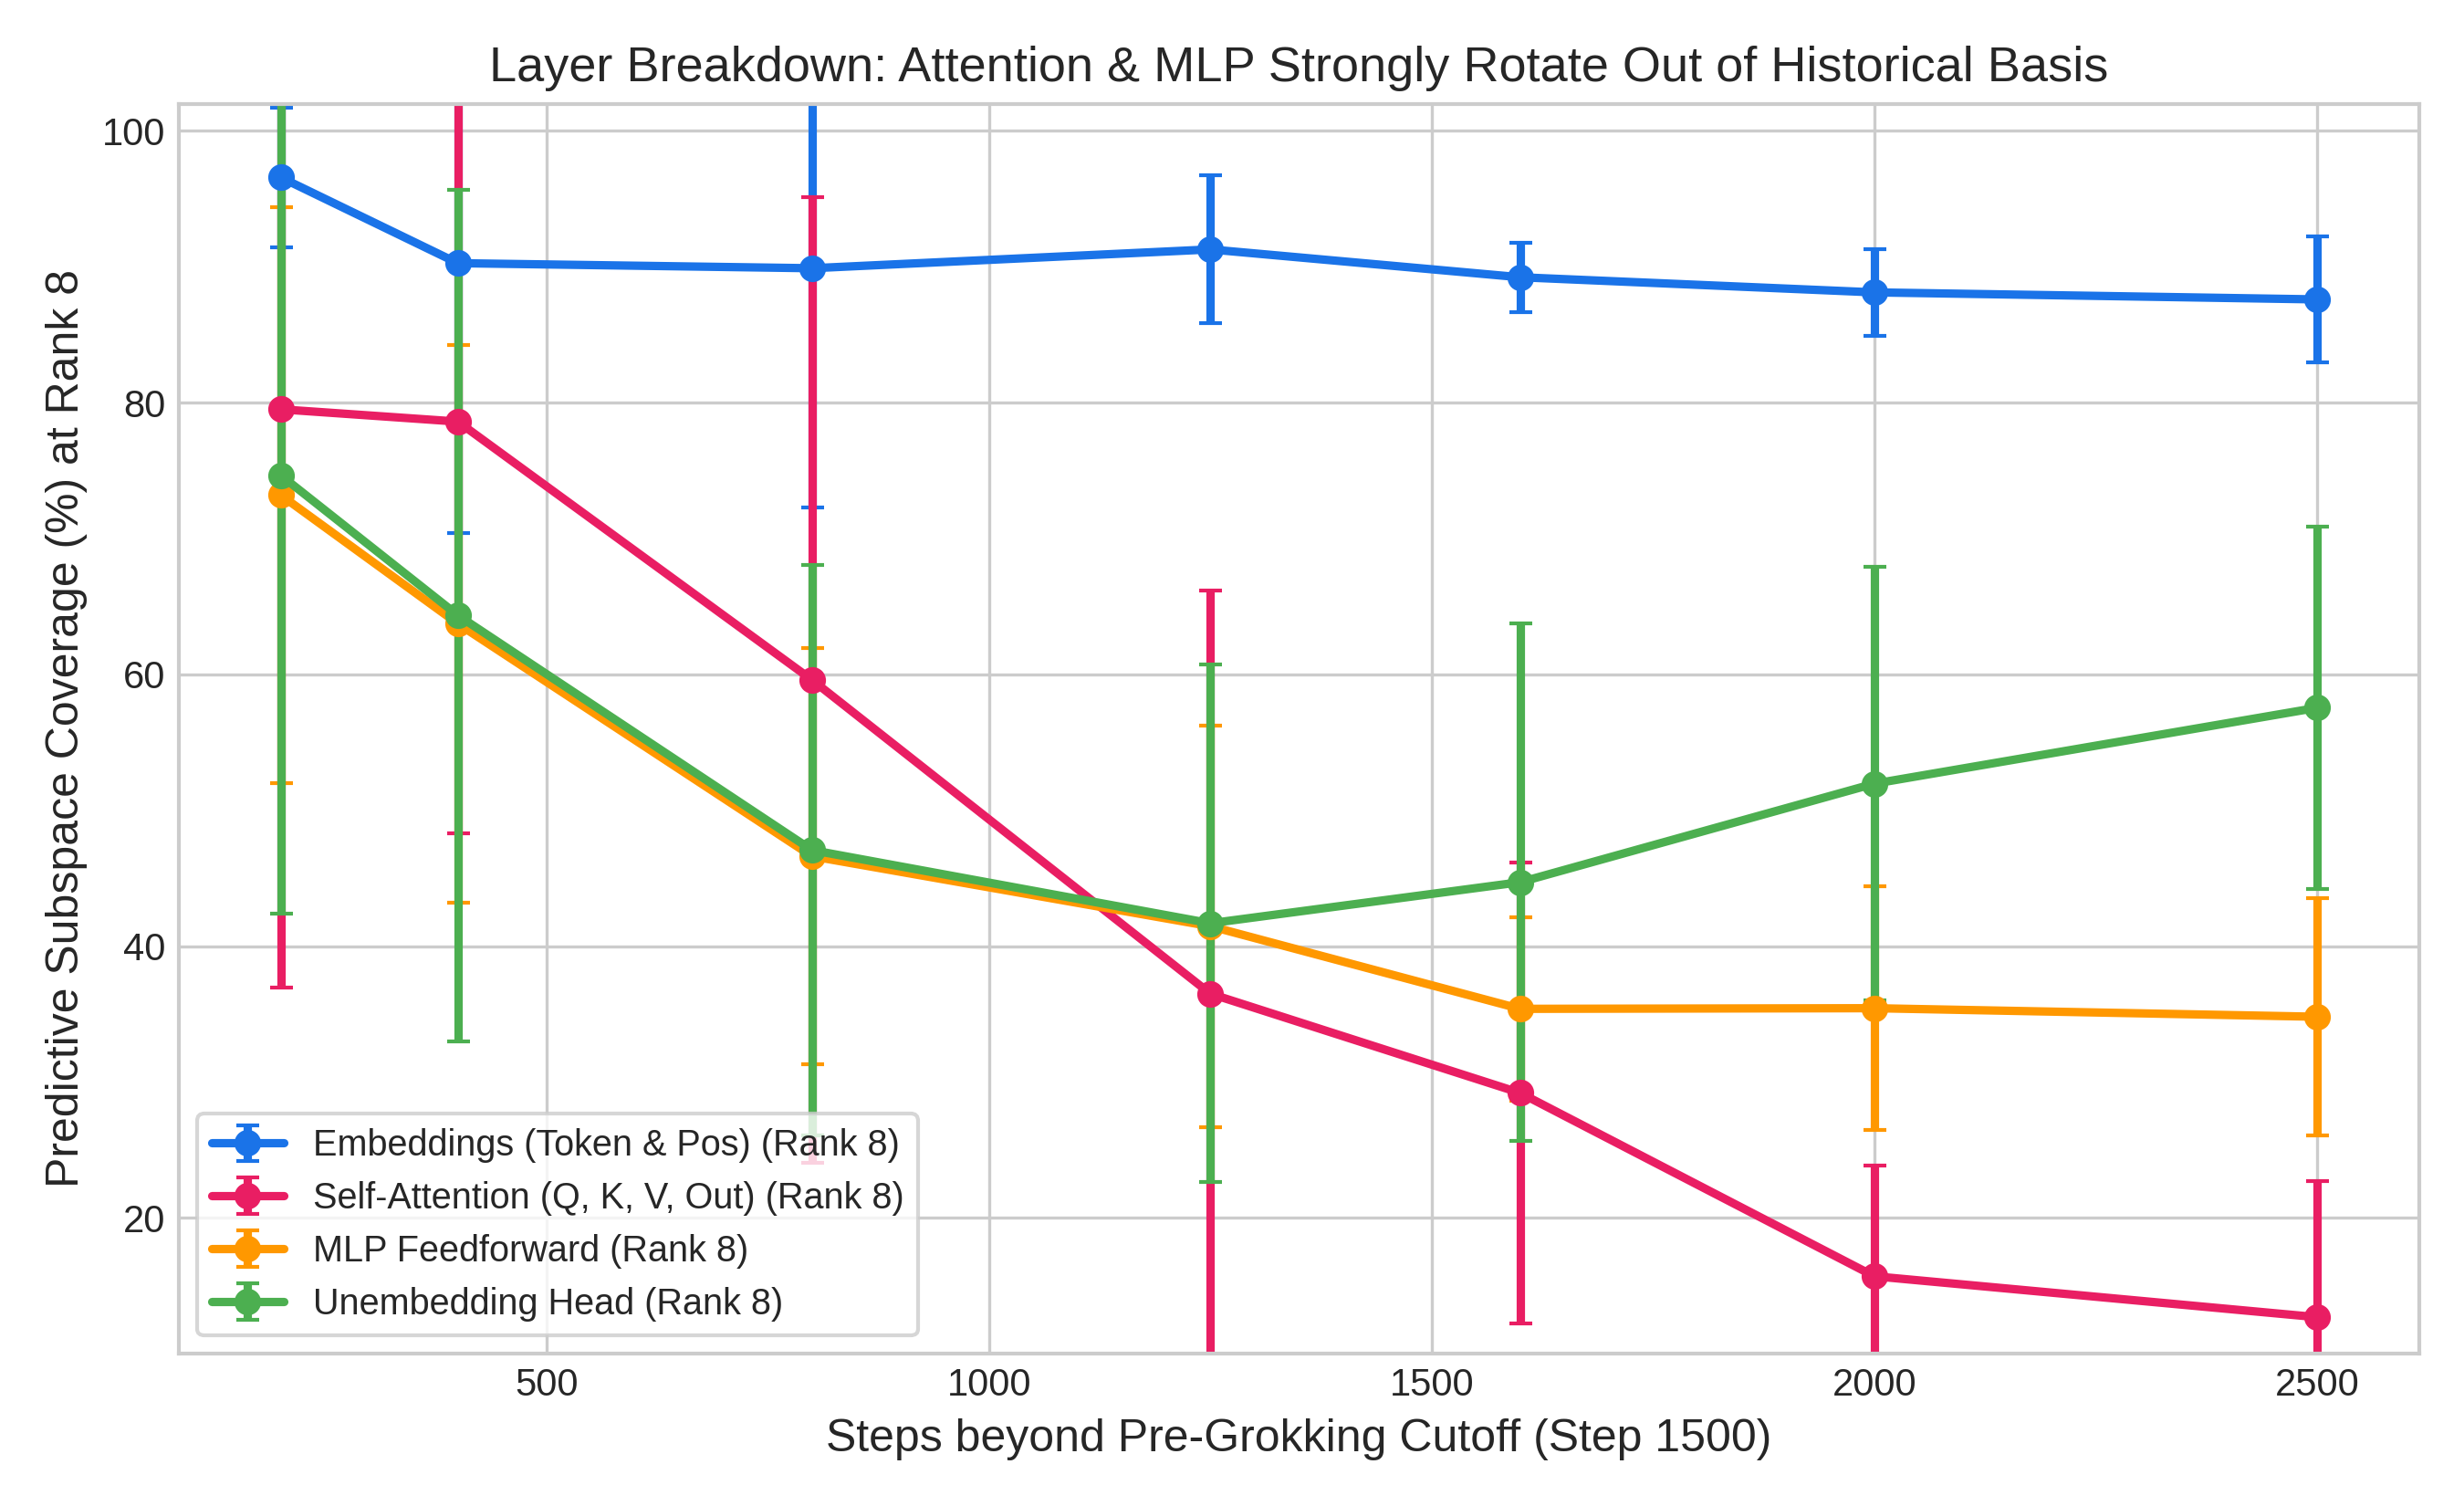 Layer Breakdown: Attention & MLP Strongly Rotate Out of Historical Basis
Predictive Subspace Coverage (%) at Rank 8
100
80
60
40
20
Embeddings (Token & Pos) (Rank 8)
Self-Attention (Q, K, V, Out) (Rank 8)
MLP Feedforward (Rank 8)
Unembedding Head (Rank 8)
500
1000
1500
2000
2500
Steps beyond Pre-Grokking Cutoff (Step 1500)